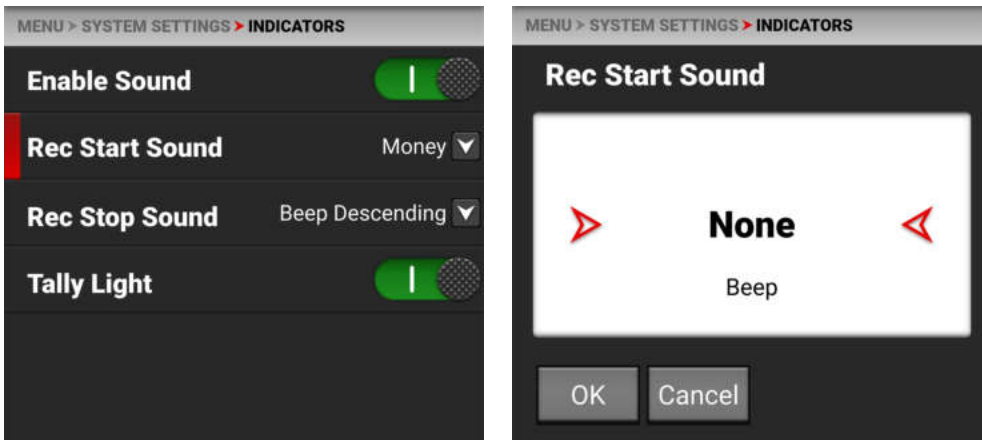 MENU > SYSTEM SETTINGS > INDICATORS
Enable Sound
Rec Start Sound Money
Rec Stop Sound Beep Descending
Tally Light
MENU > SYSTEM SETTINGS > INDICATORS
Rec Start Sound
None
Beep
OK Cancel